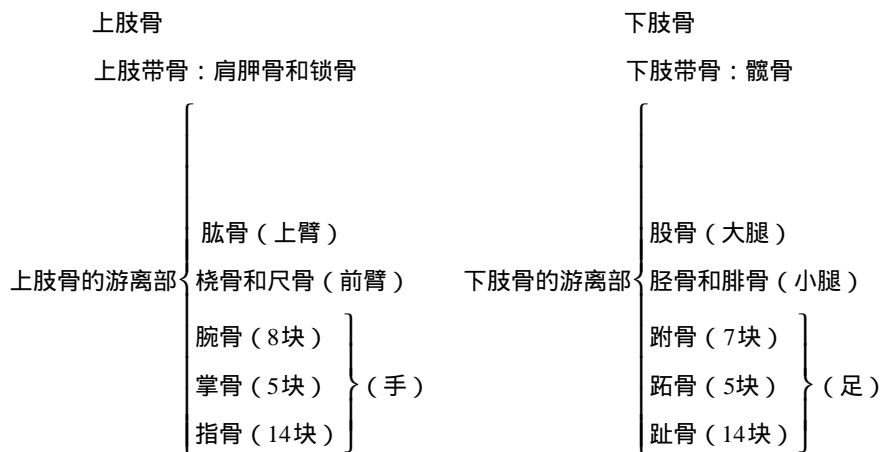 上肢骨
上肢带骨：肩胛骨和锁骨
肱骨（上臂）
上肢骨的游离部 桡骨和尺骨（前臂）
腕骨（8块）
掌骨（5块）（手）
指骨（14块）
下肢骨
下肢带骨：髋骨
股骨（大腿）
下肢骨的游离部 胫骨和腓骨（小腿）
跗骨（7块）
跖骨（5块）（足）
趾骨（14块）